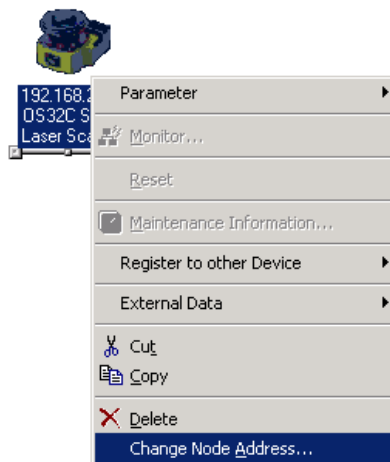 192.168.2
OS32C S
Laser Sca
Parameter
Monitor...
Reset
Maintenance Information...
Register to other Device
External Data
Cut
Copy
Delete
Change Node Address...